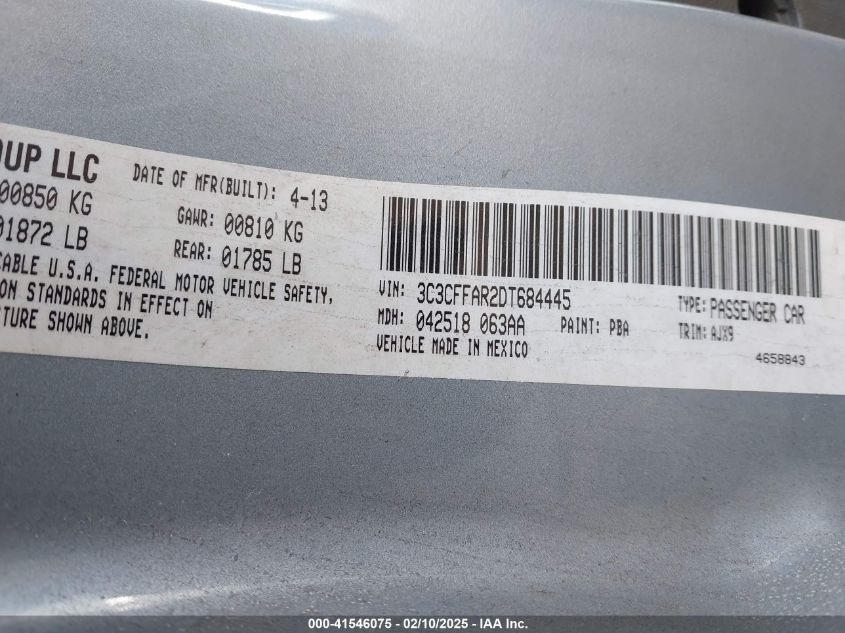 OUP LLC
DATE OF MFR(BUILT): 4-13
00850 KG
GAWR: 00810 KG
01872 LB
REAR: 01785 LB
CABLE U.S.A. FEDERAL MOTOR VEHICLE SAFETY,
ON STANDARDS IN EFFECT ON
TURE SHOWN ABOVE.
VIN: 3C3CFFAR2DT684445
TYPE: PASSENGER CAR
MDH: 042518 063AA
PAINT: PBA
TRIM: AJX9
VEHICLE MADE IN MEXICO
4658843
000-41546075 - 02/10/2025 - IAA Inc.